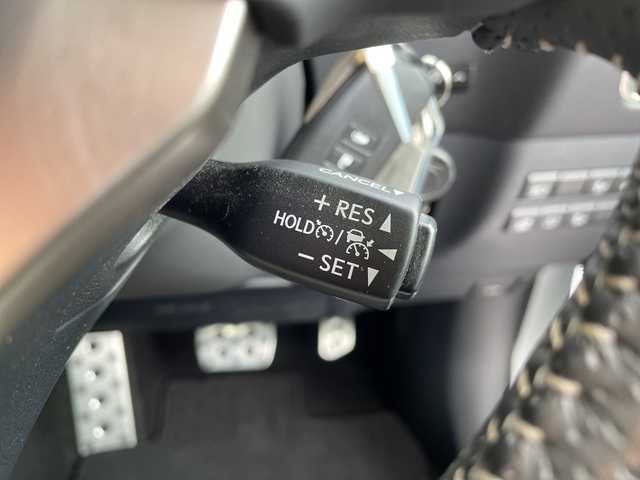 CANCEL
+ RES
HOLD /
− SET